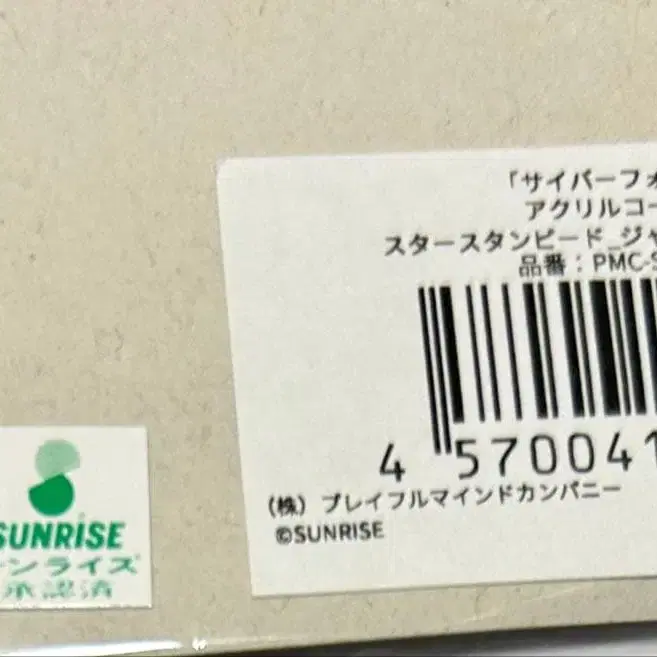 「サイバーフォ
アクリルコー
スタースタンピード_ジャ
品番：PMC-S
4 570041
（株）プレイフルマインドカンパニー
©SUNRISE
SUNRISE
ンライズ
承認済